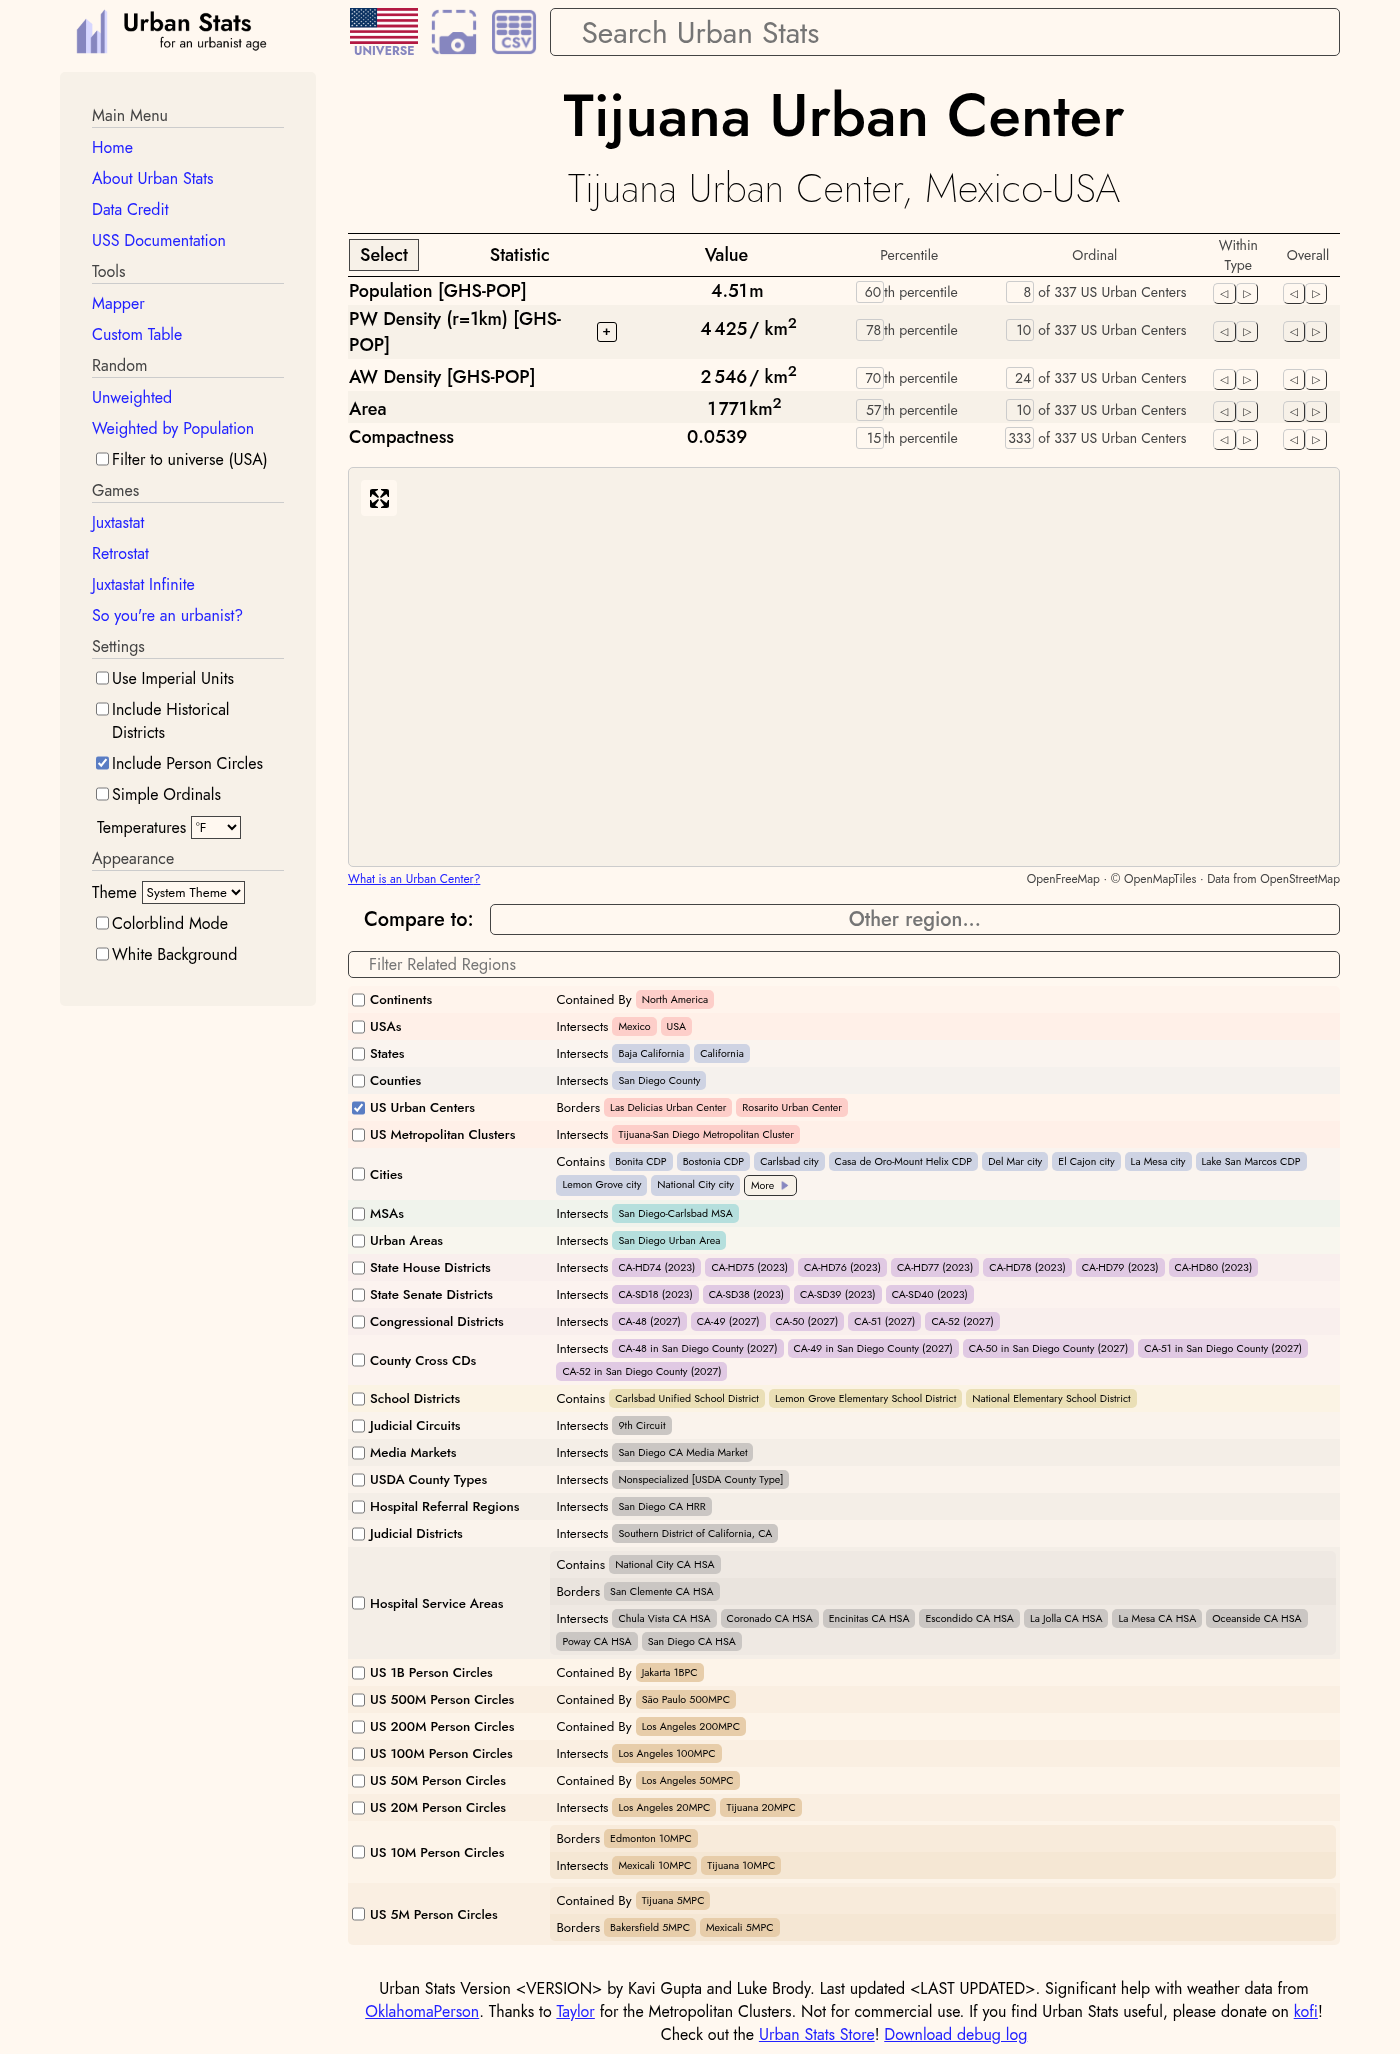 Urban Stats
for an urbanist age
UNIVERSE
CSV
Search Urban Stats
Main Menu
Home
About Urban Stats
Data Credit
USS Documentation
Tools
Mapper
Custom Table
Random
Unweighted
Weighted by Population
Filter to universe (USA)
Games
Juxtastat
Retrostat
Juxtastat Infinite
So you're an urbanist?
Settings
Use Imperial Units
Include Historical
Districts
Include Person Circles
Simple Ordinals
Temperatures °F
Appearance
Theme System Theme
Colorblind Mode
White Background
Tijuana Urban Center
Tijuana Urban Center, Mexico-USA
Select Statistic Value Percentile Ordinal Within Type Overall
Population [GHS-POP] 4.51 m 60 th percentile 8 of 337 US Urban Centers
PW Density (r=1km) [GHS-POP] + 4 425 / km2 78 th percentile 10 of 337 US Urban Centers
AW Density [GHS-POP] 2 546 / km2 70 th percentile 24 of 337 US Urban Centers
Area 1 771 km2 57 th percentile 10 of 337 US Urban Centers
Compactness 0.0539 15 th percentile 333 of 337 US Urban Centers
What is an Urban Center? OpenFreeMap · © OpenMapTiles · Data from OpenStreetMap
Compare to: Other region...
Filter Related Regions
Continents Contained By North America
USAs Intersects Mexico USA
States Intersects Baja California California
Counties Intersects San Diego County
US Urban Centers Borders Las Delicias Urban Center Rosarito Urban Center
US Metropolitan Clusters Intersects Tijuana-San Diego Metropolitan Cluster
Cities Contains Bonita CDP Bostonia CDP Carlsbad city Casa de Oro-Mount Helix CDP Del Mar city El Cajon city La Mesa city Lake San Marcos CDP
Lemon Grove city National City city More
MSAs Intersects San Diego-Carlsbad MSA
Urban Areas Intersects San Diego Urban Area
State House Districts Intersects CA-HD74 (2023) CA-HD75 (2023) CA-HD76 (2023) CA-HD77 (2023) CA-HD78 (2023) CA-HD79 (2023) CA-HD80 (2023)
State Senate Districts Intersects CA-SD18 (2023) CA-SD38 (2023) CA-SD39 (2023) CA-SD40 (2023)
Congressional Districts Intersects CA-48 (2027) CA-49 (2027) CA-50 (2027) CA-51 (2027) CA-52 (2027)
County Cross CDs Intersects CA-48 in San Diego County (2027) CA-49 in San Diego County (2027) CA-50 in San Diego County (2027) CA-51 in San Diego County (2027)
CA-52 in San Diego County (2027)
School Districts Contains Carlsbad Unified School District Lemon Grove Elementary School District National Elementary School District
Judicial Circuits Intersects 9th Circuit
Media Markets Intersects San Diego CA Media Market
USDA County Types Intersects Nonspecialized [USDA County Type]
Hospital Referral Regions Intersects San Diego CA HRR
Judicial Districts Intersects Southern District of California, CA
Hospital Service Areas Contains National City CA HSA
Borders San Clemente CA HSA
Intersects Chula Vista CA HSA Coronado CA HSA Encinitas CA HSA Escondido CA HSA La Jolla CA HSA La Mesa CA HSA Oceanside CA HSA
Poway CA HSA San Diego CA HSA
US 1B Person Circles Contained By Jakarta 1BPC
US 500M Person Circles Contained By São Paulo 500MPC
US 200M Person Circles Contained By Los Angeles 200MPC
US 100M Person Circles Intersects Los Angeles 100MPC
US 50M Person Circles Contained By Los Angeles 50MPC
US 20M Person Circles Intersects Los Angeles 20MPC Tijuana 20MPC
US 10M Person Circles Borders Edmonton 10MPC
Intersects Mexicali 10MPC Tijuana 10MPC
US 5M Person Circles Contained By Tijuana 5MPC
Borders Bakersfield 5MPC Mexicali 5MPC
Urban Stats Version <VERSION> by Kavi Gupta and Luke Brody. Last updated <LAST UPDATED>. Significant help with weather data from
OklahomaPerson. Thanks to Taylor for the Metropolitan Clusters. Not for commercial use. If you find Urban Stats useful, please donate on kofi!
Check out the Urban Stats Store! Download debug log